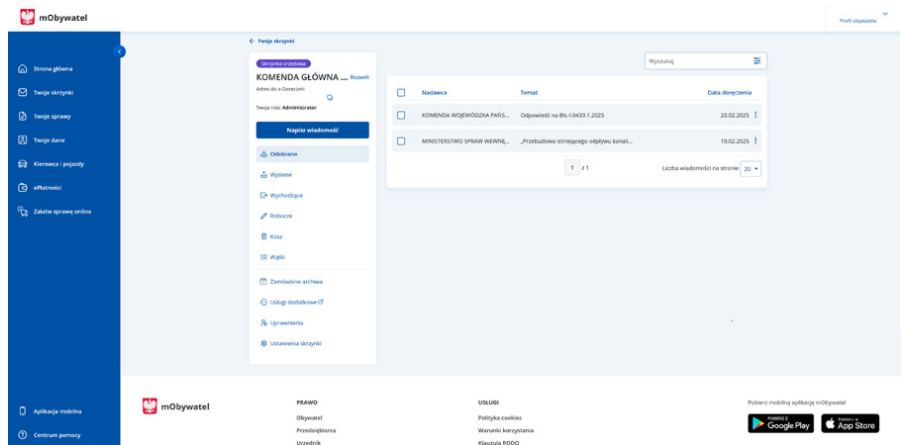 mObywatel
Profil obywatela
Strona główna
Twoje skrzynki
Twoje sprawy
Twoje dane
Kierowca i pojazdy
ePłatności
Załatw sprawę online
Aplikacja mobilna
Centrum pomocy
Twoje skrzynki
Skrzynka urzędowa
KOMENDA GŁÓWNA ... Rozwiń
Adres do e-Doręczeń:
Twoja rola: Administrator
Napisz wiadomość
Odebrane
Wysłane
Wychodzące
Robocze
Kosz
Wątki
Zamówione archiwa
Usługi dodatkowe
Uprawnienia
Ustawienia skrzynki
Wyszukaj
Nadawca Temat Data doręczenia
KOMENDA WOJEWÓDZKA PAŃS... Odpowiedź na 20.02.2025
MINISTERSTWO SPRAW WEWNĘ... „Przebudowa istniejącego odpływu kanali... 19.02.2025
1 z 1 Liczba wiadomości na stronie: 20
mObywatel
PRAWO
Obywatel
Przedsiębiorca
Urzędnik
USŁUGI
Polityka cookies
Warunki korzystania
Klauzula RODO
Pobierz mobilną aplikację mObywatel
POBIERZ Z
Google Play
Pobierz w
App Store